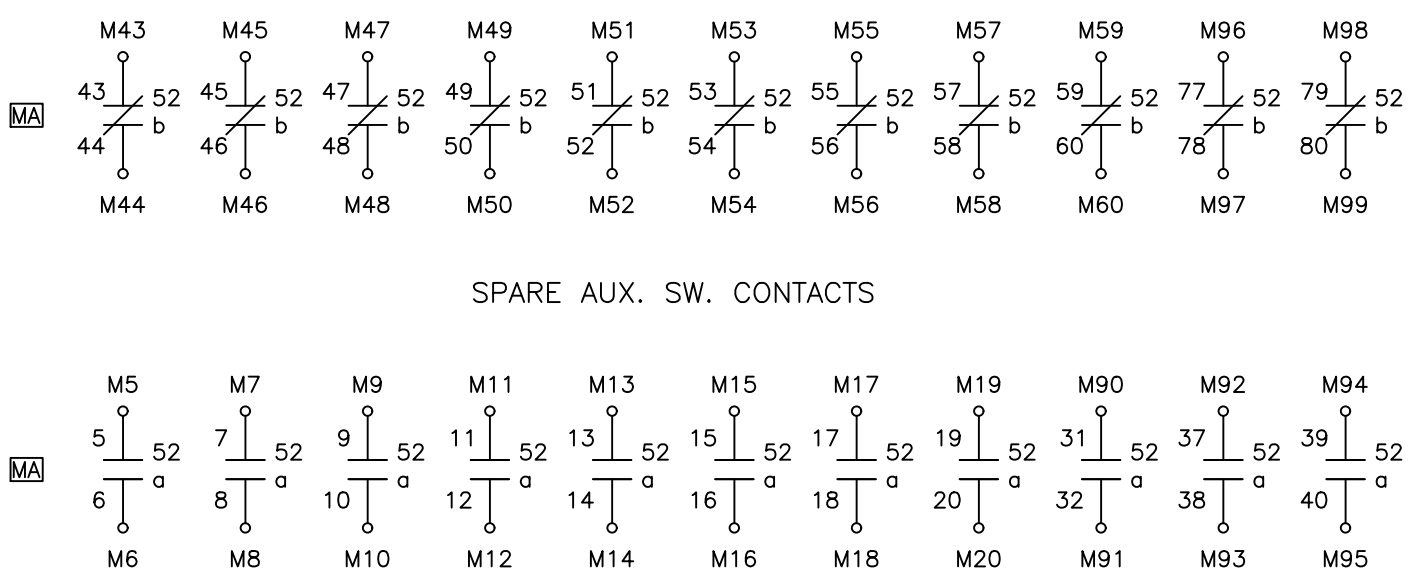 M43 M45 M47 M49 M51 M53 M55 M57 M59 M96 M98
43 45 47 49 51 53 55 57 59 77 79
MA 52 52 52 52 52 52 52 52 52 52 52
b b b b b b b b b b b
44 46 48 50 52 54 56 58 60 78 80
M44 M46 M48 M50 M52 M54 M56 M58 M60 M97 M99
SPARE AUX. SW. CONTACTS
M5 M7 M9 M11 M13 M15 M17 M19 M90 M92 M94
5 7 9 11 13 15 17 19 31 37 39
MA 52 52 52 52 52 52 52 52 52 52 52
a a a a a a a a a a a
6 8 10 12 14 16 18 20 32 38 40
M6 M8 M10 M12 M14 M16 M18 M20 M91 M93 M95